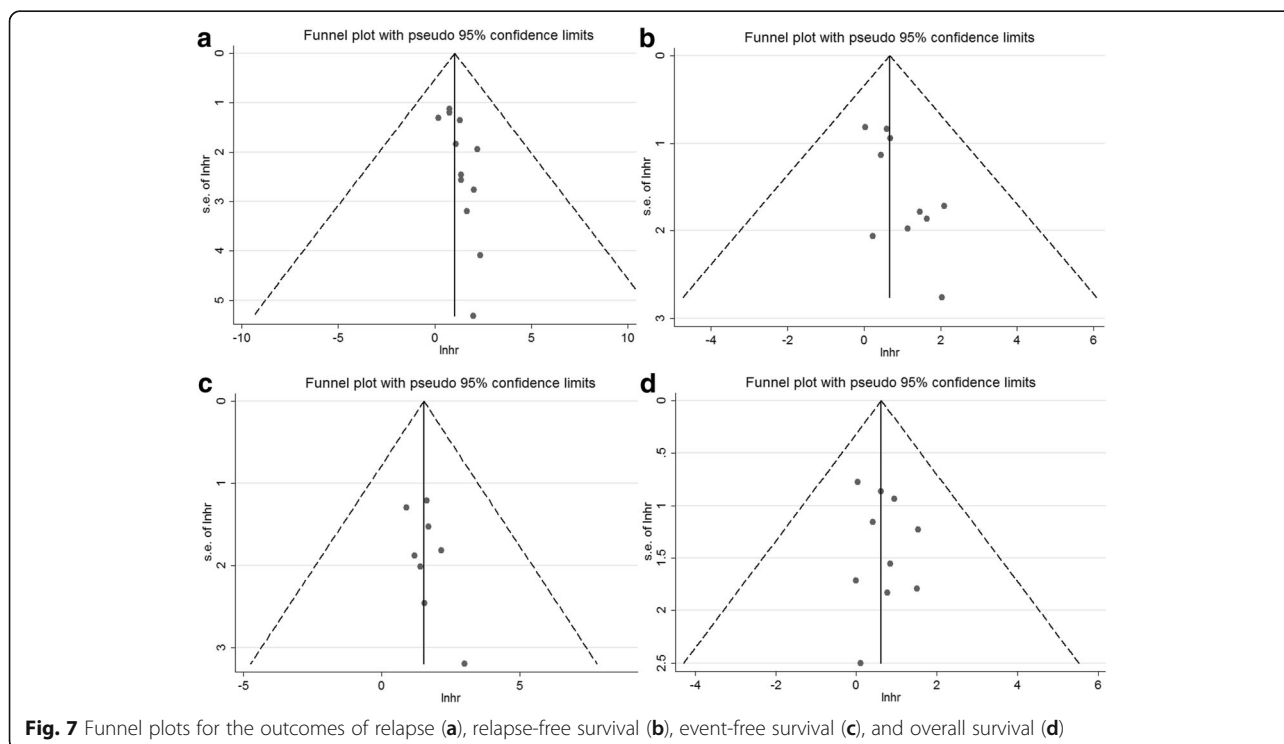 a
Funnel plot with pseudo 95% confidence limits
0
1
2
3
4
5
s.e. of lnhr
-10
-5
0
5
10
lnhr
b
Funnel plot with pseudo 95% confidence limits
0
1
2
3
s.e. of lnhr
-4
-2
0
2
4
6
lnhr
c
Funnel plot with pseudo 95% confidence limits
0
1
2
3
s.e. of lnhr
-5
0
5
lnhr
d
Funnel plot with pseudo 95% confidence limits
0
.5
1
1.5
2
2.5
s.e. of lnhr
-4
-2
0
2
4
6
lnhr
Fig. 7 Funnel plots for the outcomes of relapse (a), relapse-free survival (b), event-free survival (c), and overall survival (d)